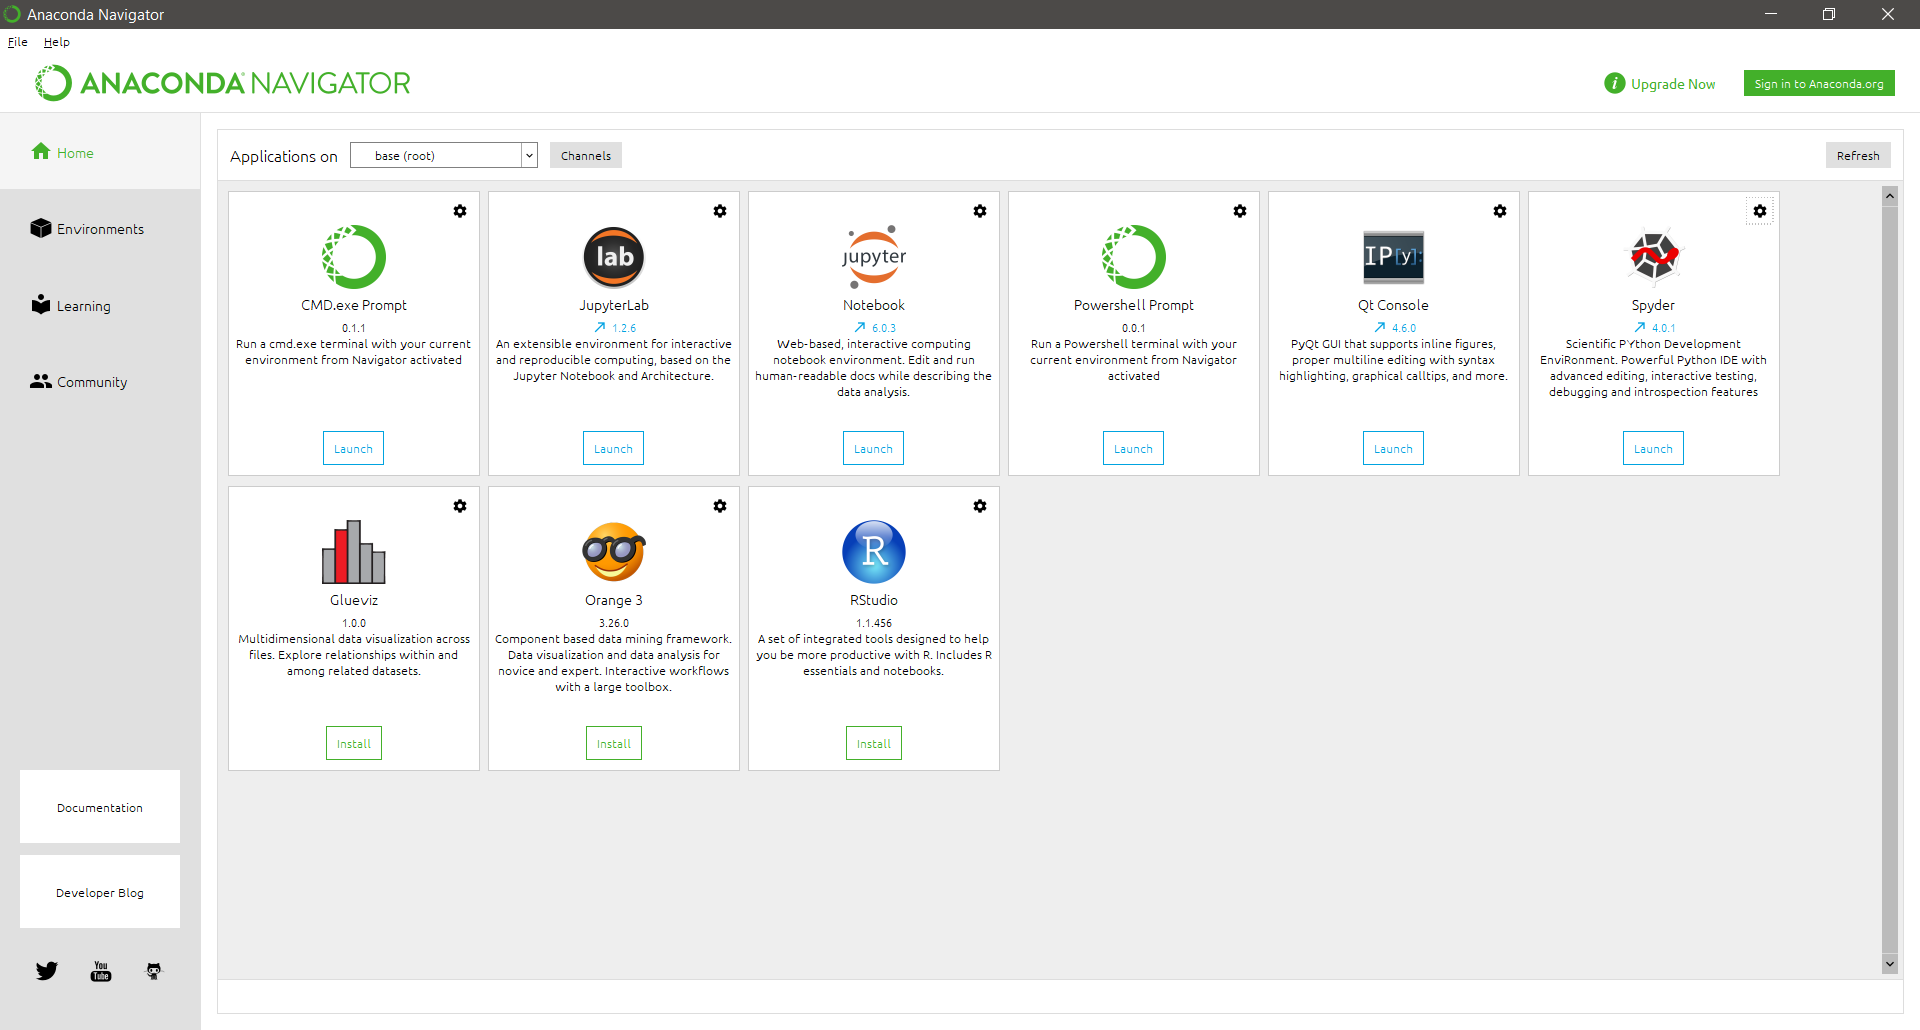 Anaconda Navigator
File Help
ANACONDA NAVIGATOR
Upgrade Now
Sign in to Anaconda.org
Home
Environments
Learning
Community
Documentation
Developer Blog
You
Tube
Applications on
base (root)
Channels
Refresh
CMD.exe Prompt
0.1.1
Run a cmd.exe terminal with your current
environment from Navigator activated
Launch
lab
JupyterLab
1.2.6
An extensible environment for interactive
and reproducible computing, based on the
Jupyter Notebook and Architecture.
Launch
jupyter
Notebook
6.0.3
Web-based, interactive computing
notebook environment. Edit and run
human-readable docs while describing the
data analysis.
Launch
Powershell Prompt
0.0.1
Run a Powershell terminal with your
current environment from Navigator
activated
Launch
IP[y]:
Qt Console
4.6.0
PyQt GUI that supports inline figures,
proper multiline editing with syntax
highlighting, graphical calltips, and more.
Launch
Spyder
4.0.1
Scientific PYthon Development
EnviRonment. Powerful Python IDE with
advanced editing, interactive testing,
debugging and introspection features
Launch
Glueviz
1.0.0
Multidimensional data visualization across
files. Explore relationships within and
among related datasets.
Install
Orange 3
3.26.0
Component based data mining framework.
Data visualization and data analysis for
novice and expert. Interactive workflows
with a large toolbox.
Install
R
RStudio
1.1.456
A set of integrated tools designed to help
you be more productive with R. Includes R
essentials and notebooks.
Install